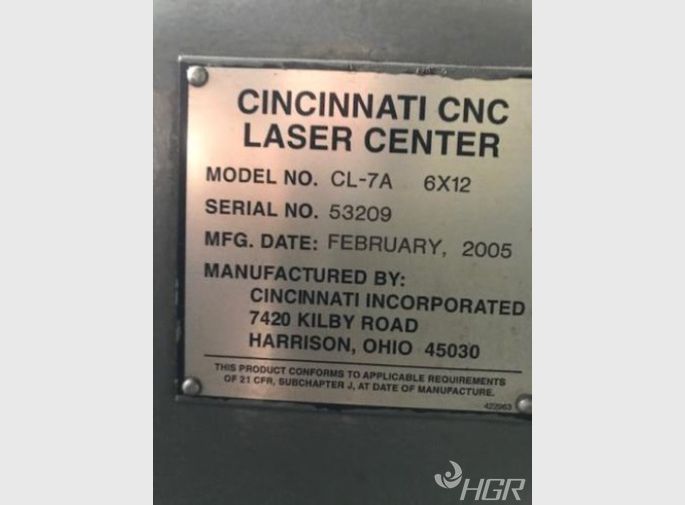 CINCINNATI CNC
LASER CENTER
MODEL NO. CL-7A 6X12
SERIAL NO. 53209
MFG. DATE: FEBRUARY, 2005
MANUFACTURED BY:
CINCINNATI INCORPORATED
7420 KILBY ROAD
HARRISON, OHIO 45030
THIS PRODUCT CONFORMS TO APPLICABLE REQUIREMENTS
OF 21 CFR, SUBCHAPTER J, AT DATE OF MANUFACTURE.
422963
HGR